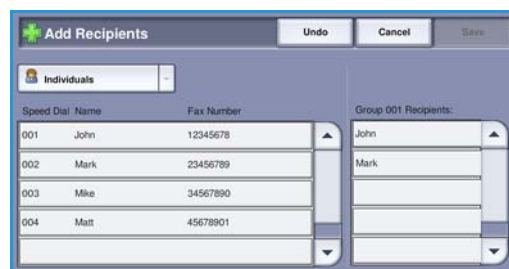 Add Recipients Undo Cancel Save
Individuals
Speed Dial Name Fax Number Group 001 Recipients:
001 John 12345678 John
002 Mark 23456789 Mark
003 Mike 34567890
004 Matt 45678901